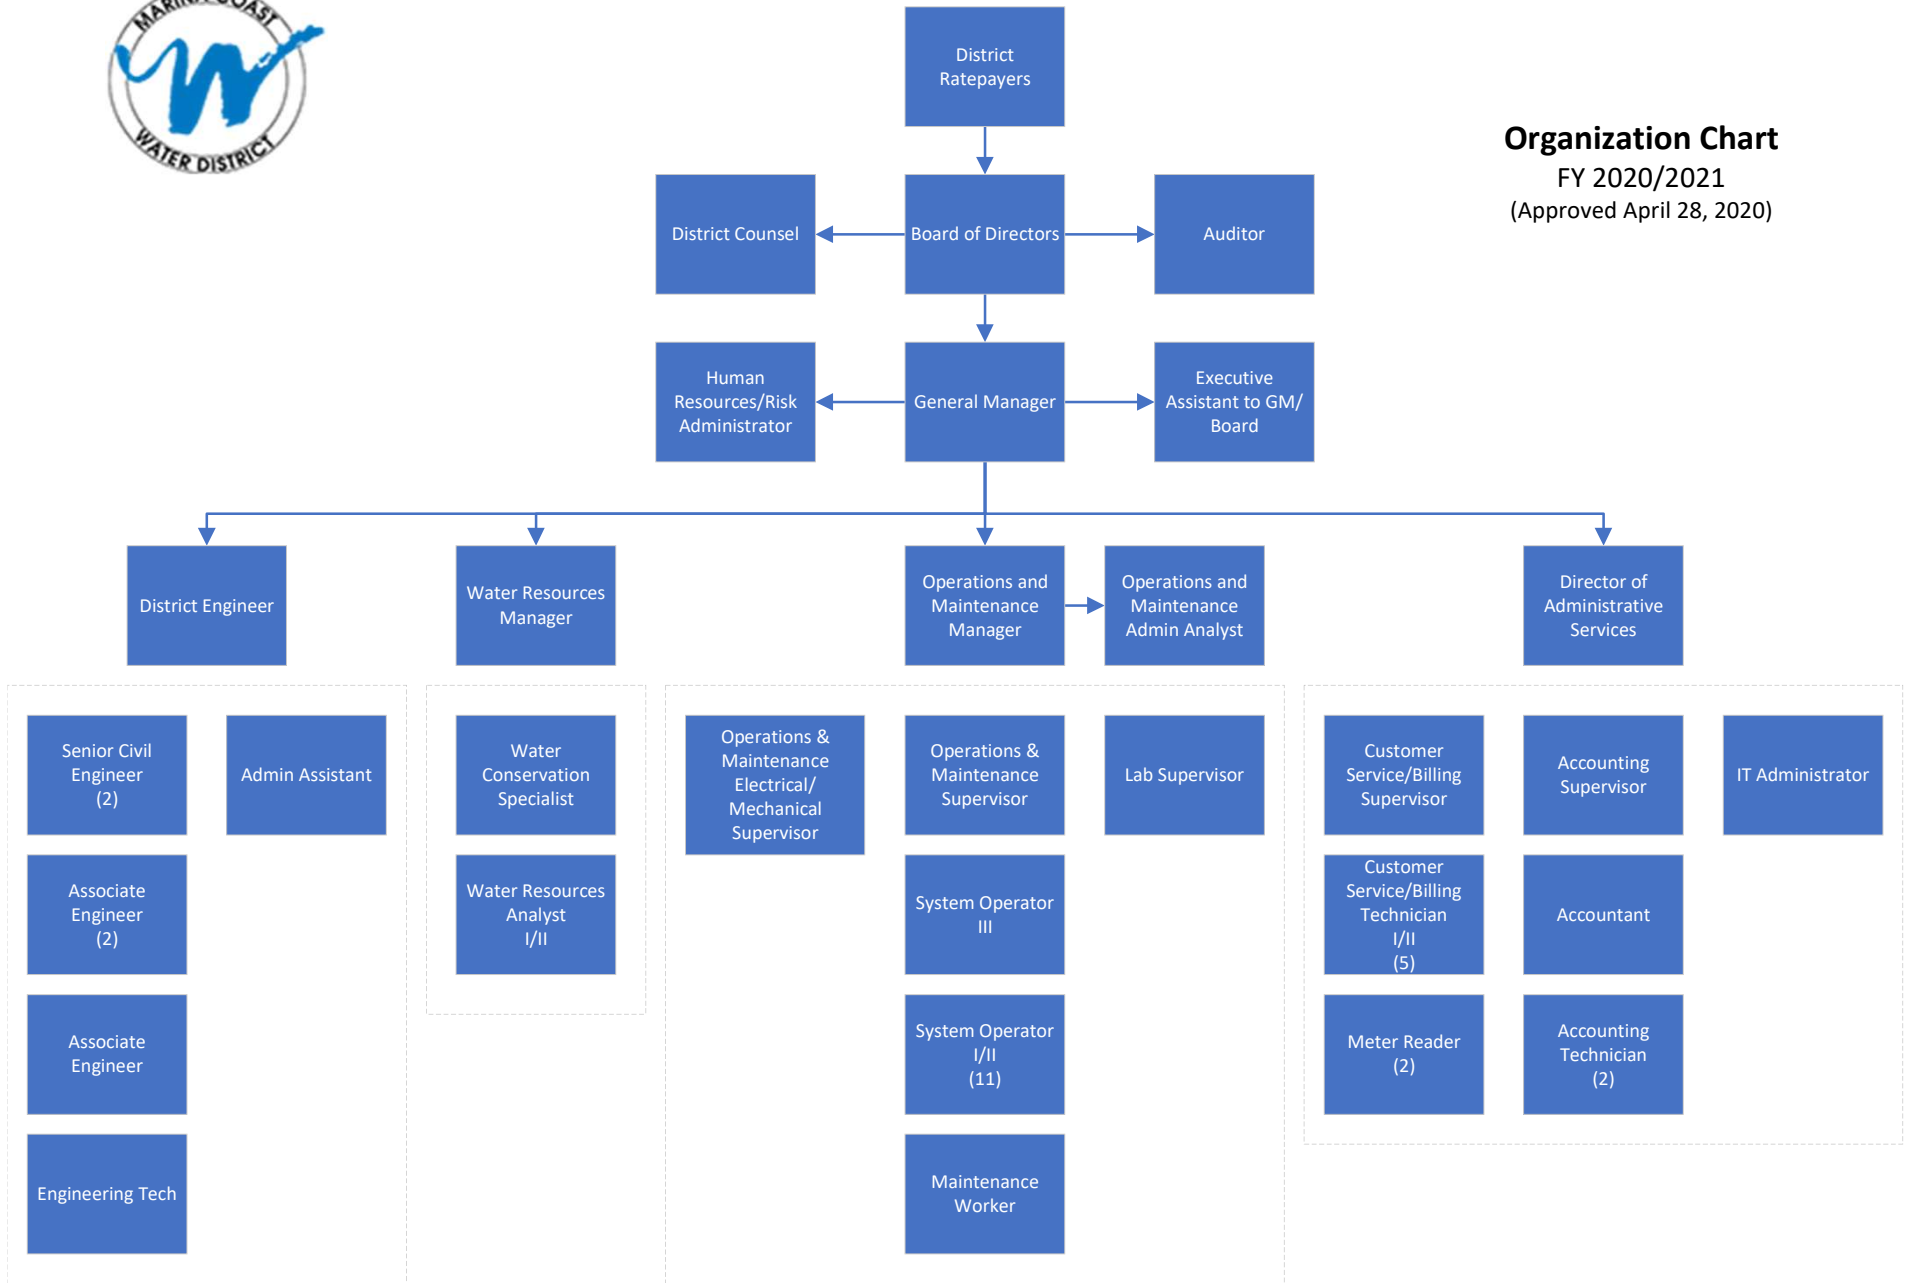 MARINA COAST
WATER DISTRICT
District
Ratepayers
Organization Chart
FY 2020/2021
(Approved April 28, 2020)
District Counsel
Board of Directors
Auditor
Human
Resources/Risk
Administrator
General Manager
Executive
Assistant to GM/
Board
District Engineer
Water Resources
Manager
Operations and
Maintenance
Manager
Operations and
Maintenance
Admin Analyst
Director of
Administrative
Services
Senior Civil
Engineer
(2)
Admin Assistant
Water
Conservation
Specialist
Operations &
Maintenance
Electrical/
Mechanical
Supervisor
Operations &
Maintenance
Supervisor
Lab Supervisor
Customer
Service/Billing
Supervisor
Accounting
Supervisor
IT Administrator
Associate
Engineer
(2)
Water Resources
Analyst
I/II
System Operator
III
Customer
Service/Billing
Technician
I/II
(5)
Accountant
Associate
Engineer
System Operator
I/II
(11)
Meter Reader
(2)
Accounting
Technician
(2)
Engineering Tech
Maintenance
Worker